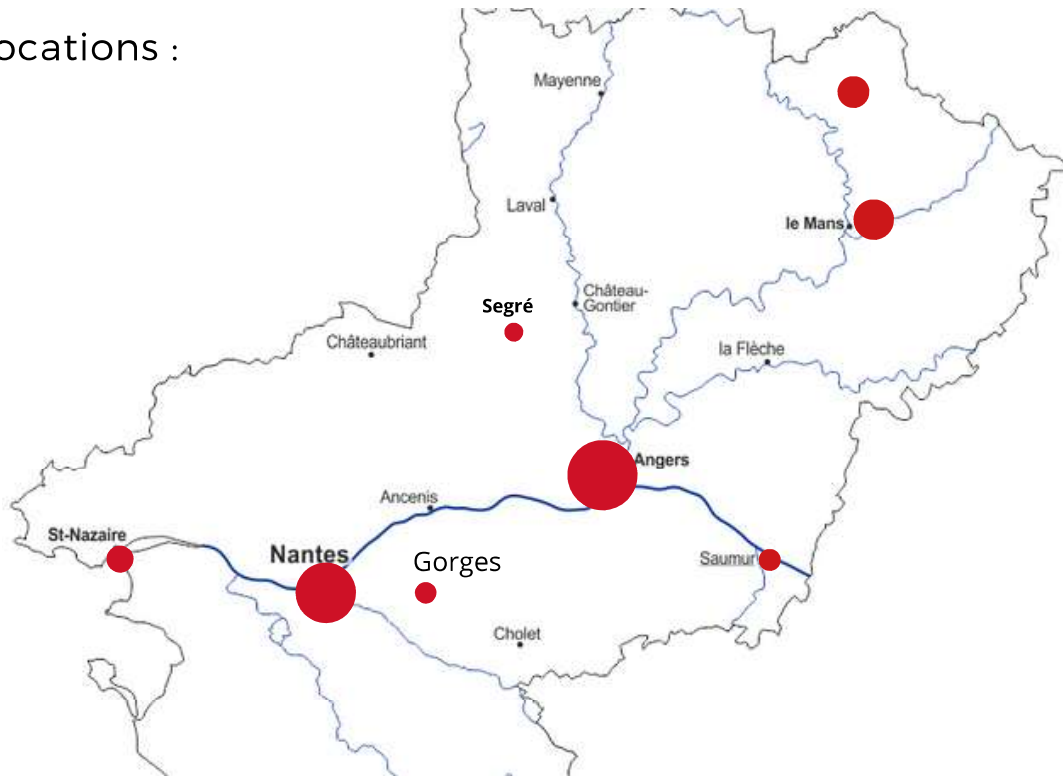 ocations :
Mayenne
Laval
le Mans
Château-
Gontier
Segré
Châteaubriant
la Flèche
Angers
Ancenis
St-Nazaire
Nantes
Gorges
Saumur
Cholet